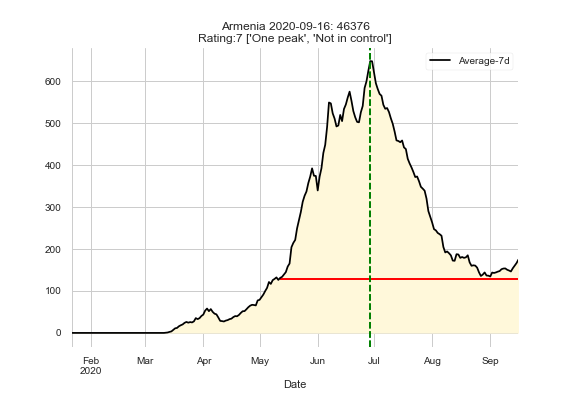 Armenia 2020-09-16: 46376
Rating:7 ['One peak', 'Not in control']
Average-7d
600
500
400
300
200
100
0
Feb Mar Apr May Jun Jul Aug Sep
2020
Date